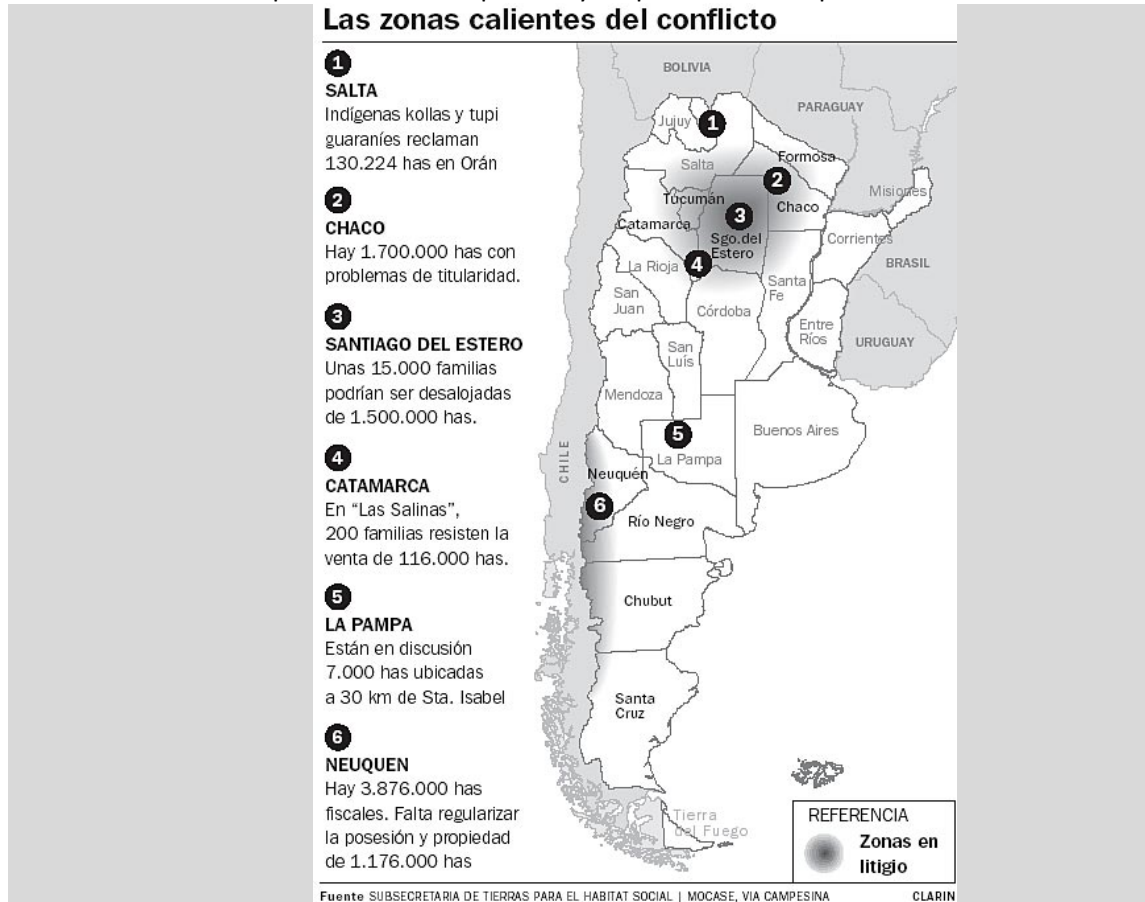 Las zonas calientes del conflicto
1
SALTA
Indígenas kollas y tupi
guaraníes reclaman
130.224 has en Orán
2
CHACO
Hay 1.700.000 has con
problemas de titularidad.
3
SANTIAGO DEL ESTERO
Unas 15.000 familias
podrían ser desalojadas
de 1.500.000 has.
4
CATAMARCA
En “Las Salinas”,
200 familias resisten la
venta de 116.000 has.
5
LA PAMPA
Están en discusión
7.000 has ubicadas
a 30 km de Sta. Isabel
6
NEUQUEN
Hay 3.876.000 has
fiscales. Falta regularizar
la posesión y propiedad
de 1.176.000 has
BOLIVIA
PARAGUAY
Jujuy
1
Salta
Formosa
2
Misiones
Tucumán
3
Chaco
Catamarca
Sgo.del
Estero
Corrientes
BRASIL
La Rioja
4
Santa
Fe
San
Juan
Córdoba
Entre
Ríos
URUGUAY
San
Luís
Mendoza
5
Buenos Aires
La Pampa
CHILE
Neuquén
6
Río Negro
Chubut
Santa
Cruz
Tierra
del Fuego
REFERENCIA
Zonas en
litigio
Fuente SUBSECRETARIA DE TIERRAS PARA EL HABITAT SOCIAL | MOCASE, VIA CAMPESINA
CLARIN